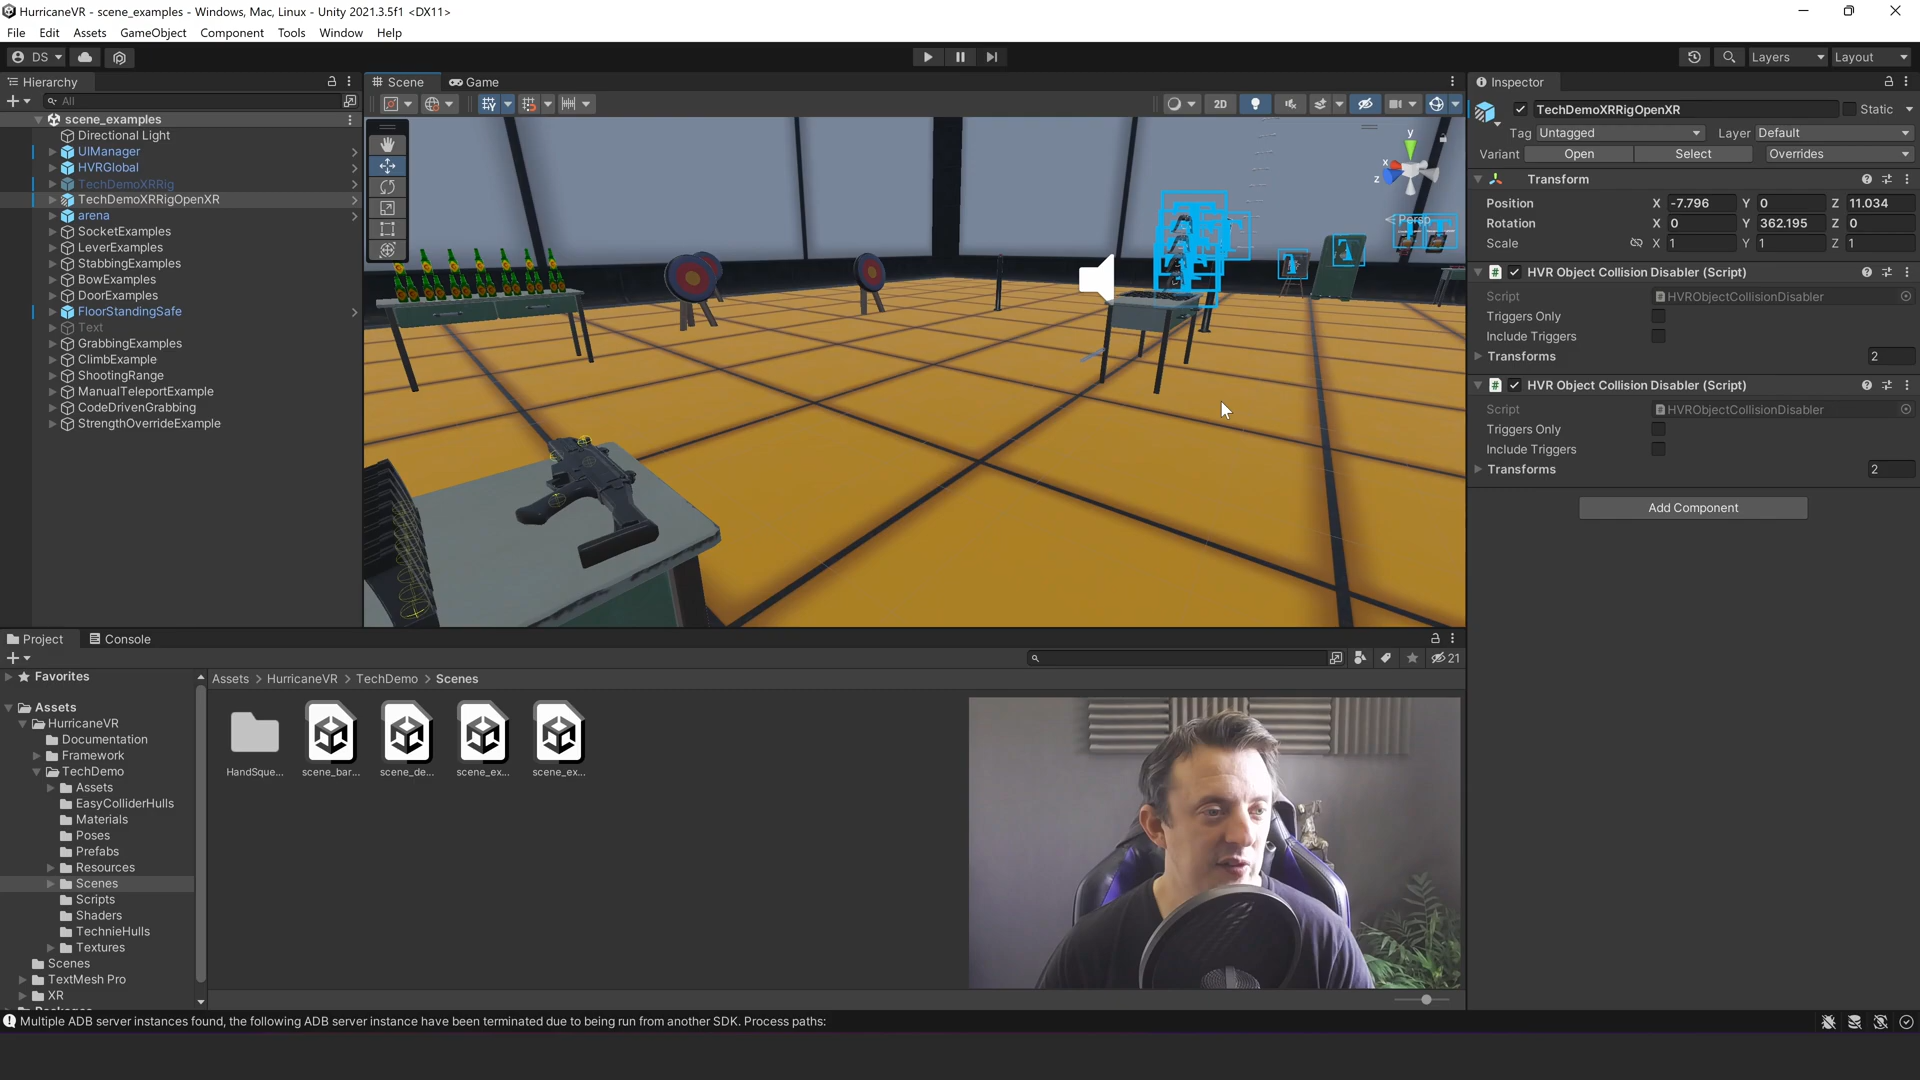 HurricaneVR - scene_examples - Windows, Mac, Linux - Unity 2021.3.5f1 <DX11>
File Edit Assets GameObject Component Tools Window Help
DS Layers Layout
Hierarchy
All
scene_examples
Directional Light
UIManager
HVRGlobal
TechDemoXRRig
TechDemoXRRigOpenXR
arena
SocketExamples
LeverExamples
StabbingExamples
BowExamples
DoorExamples
FloorStandingSafe
Text
GrabbingExamples
ClimbExample
ShootingRange
ManualTeleportExample
CodeDrivenGrabbing
StrengthOverrideExample
Scene Game
2D
y
x
z
Persp
Inspector
TechDemoXRRigOpenXR Static
Tag Untagged Layer Default
Variant Open Select Overrides
Transform
Position X -7.796 Y 0 Z 11.034
Rotation X 0 Y 362.195 Z 0
Scale X 1 Y 1 Z 1
HVR Object Collision Disabler (Script)
Script HVRObjectCollisionDisabler
Triggers Only
Include Triggers
Transforms 2
HVR Object Collision Disabler (Script)
Script HVRObjectCollisionDisabler
Triggers Only
Include Triggers
Transforms 2
Add Component
Project Console
21
Favorites
Assets
HurricaneVR
Documentation
Framework
TechDemo
Assets
EasyColliderHulls
Materials
Poses
Prefabs
Resources
Scenes
Scripts
Shaders
TechnieHulls
Textures
Scenes
TextMesh Pro
XR
Assets > HurricaneVR > TechDemo > Scenes
HandSque... scene_bar... scene_de... scene_ex... scene_ex...
Multiple ADB server instances found, the following ADB server instance have been terminated due to being run from another SDK. Process paths: